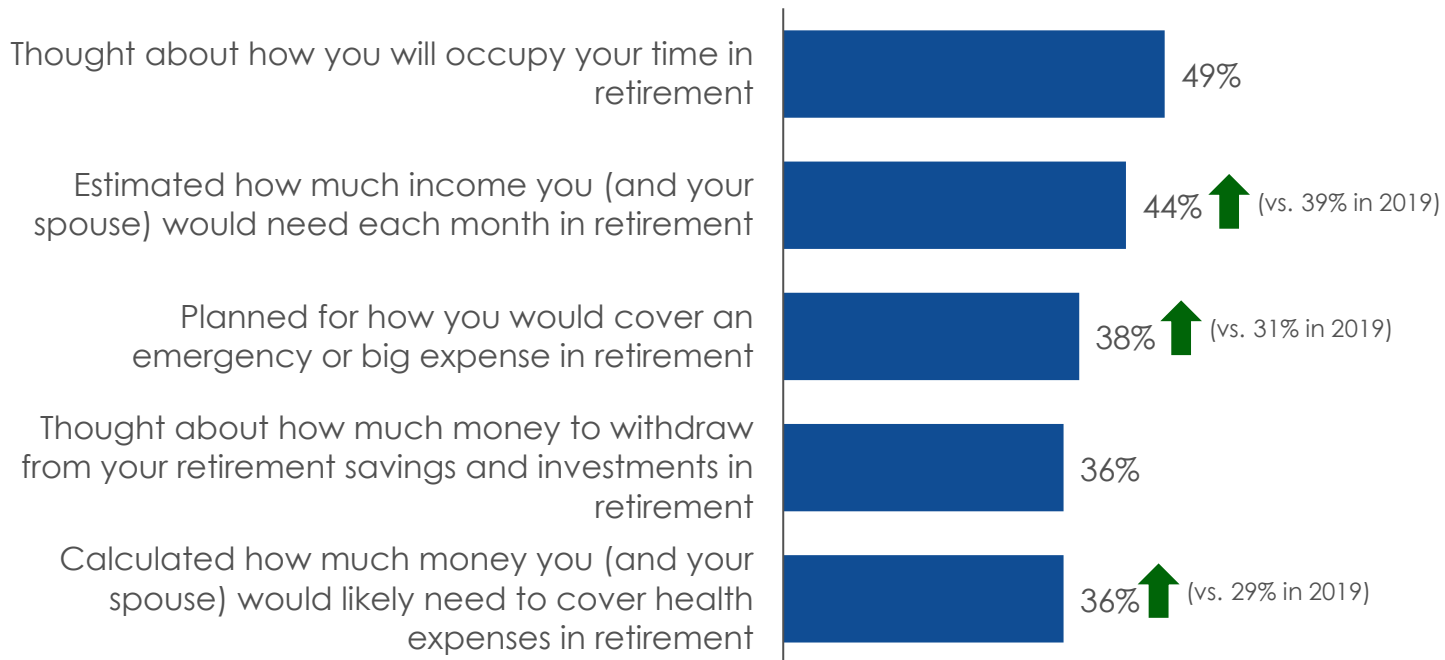 Thought about how you will occupy your time in
retirement
49%
Estimated how much income you (and your
spouse) would need each month in retirement
44% (vs. 39% in 2019)
Planned for how you would cover an
emergency or big expense in retirement
38% (vs. 31% in 2019)
Thought about how much money to withdraw
from your retirement savings and investments in
retirement
36%
Calculated how much money you (and your
spouse) would likely need to cover health
expenses in retirement
36% (vs. 29% in 2019)